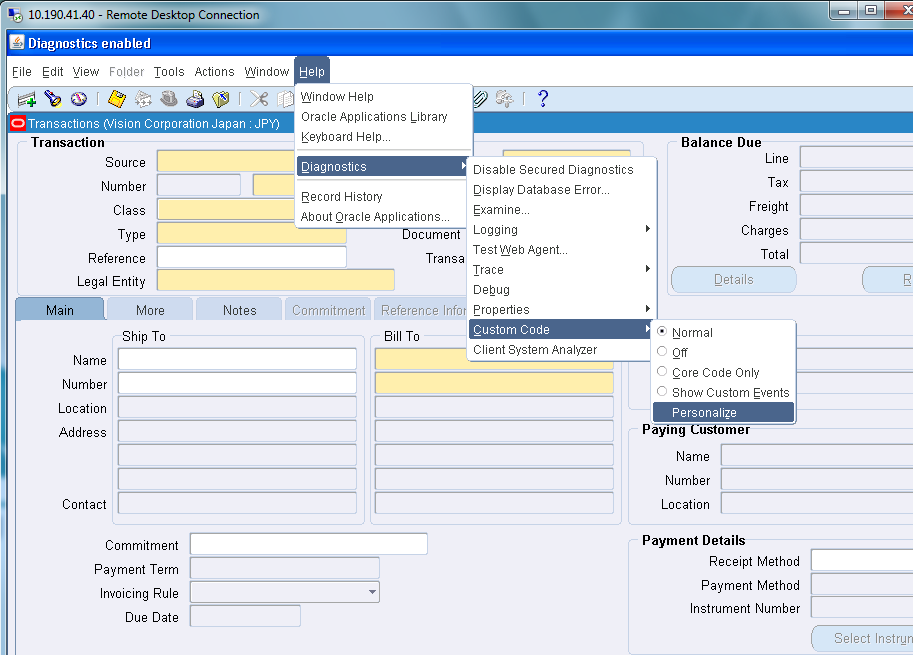 10.190.41.40 - Remote Desktop Connection
Diagnostics enabled
File Edit View Folder Tools Actions Window Help
Window Help
Oracle Applications Library
Keyboard Help...
Diagnostics
Record History
About Oracle Applications...
Disable Secured Diagnostics
Display Database Error...
Examine...
Logging
Test Web Agent...
Trace
Debug
Properties
Custom Code
Client System Analyzer
Normal
Off
Core Code Only
Show Custom Events
Personalize
Transactions (Vision Corporation Japan : JPY)
Transaction
Source
Number
Class
Type
Reference
Legal Entity
Document
Transa
Balance Due
Line
Tax
Freight
Charges
Total
Details
R
Main More Notes Commitment Reference Infor
Ship To
Bill To
Name
Number
Location
Address
Contact
Paying Customer
Name
Number
Location
Commitment
Payment Term
Invoicing Rule
Due Date
Payment Details
Receipt Method
Payment Method
Instrument Number
Select Instrun